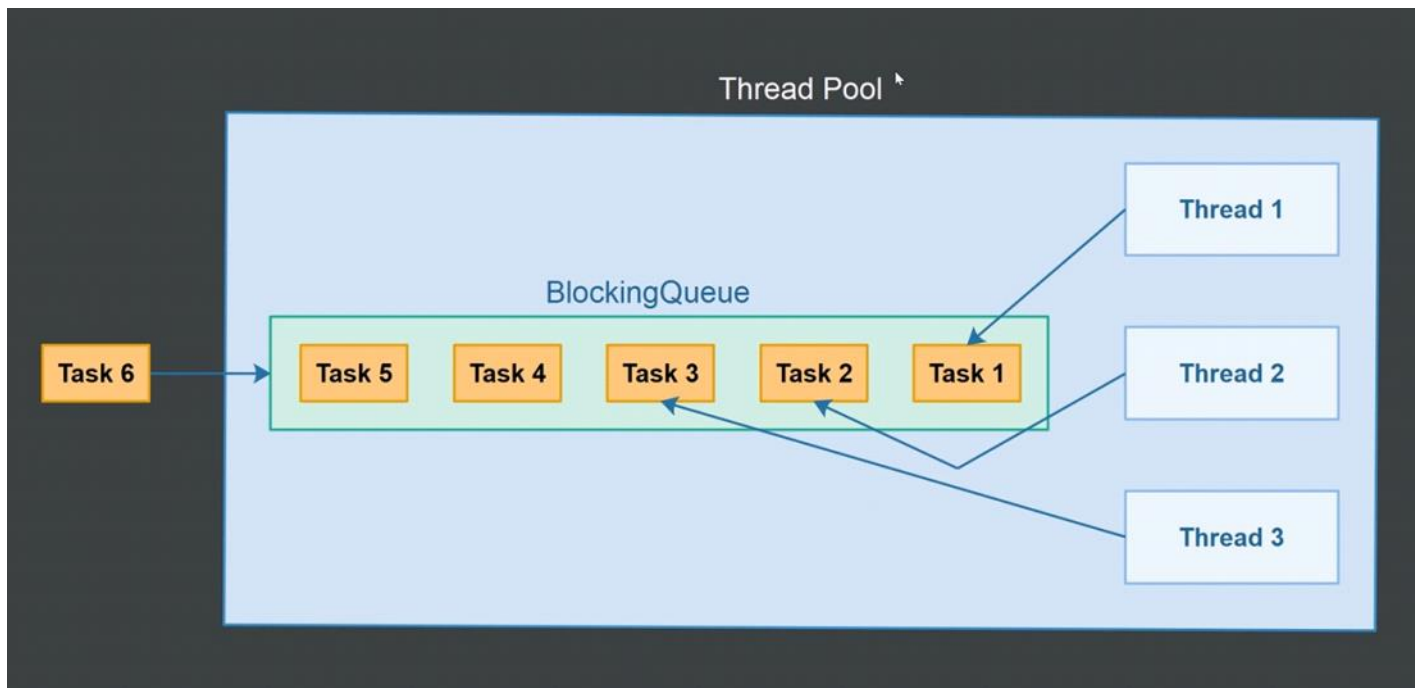 Thread Pool
Thread 1
BlockingQueue
Task 6
Task 5
Task 4
Task 3
Task 2
Task 1
Thread 2
Thread 3